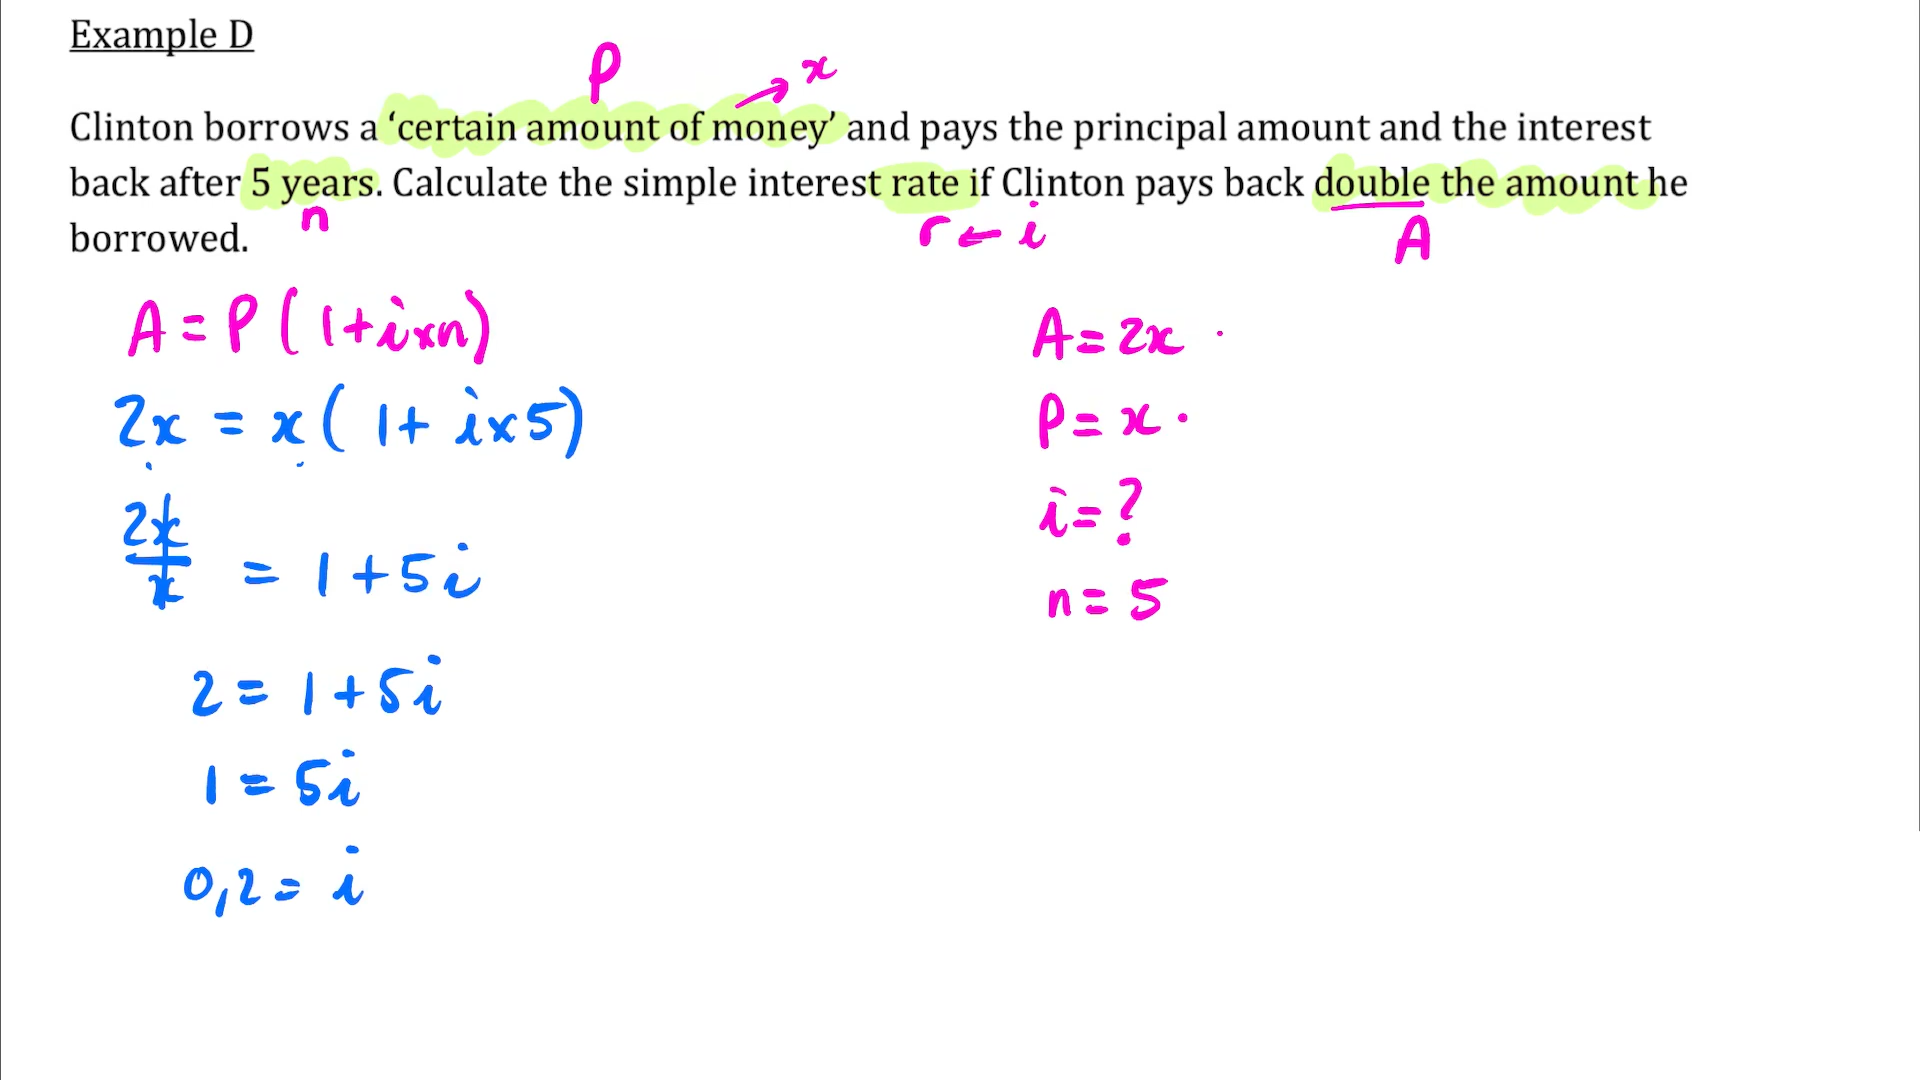 Example D
P
→ x
Clinton borrows a ‘certain amount of money’ and pays the principal amount and the interest
back after 5 years. Calculate the simple interest rate if Clinton pays back double the amount he
n
r ← i
A
borrowed.
A = P ( 1 + i x n )
A = 2x
2x = x ( 1 + i x 5 )
P = x
2x/x = 1 + 5i
i = ?
n = 5
2 = 1 + 5i
1 = 5i
0,2 = i